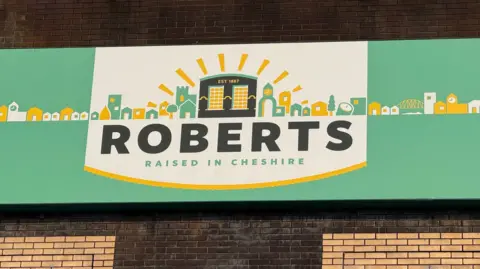 EST 1887
ROBERTS
RAISED IN CHESHIRE